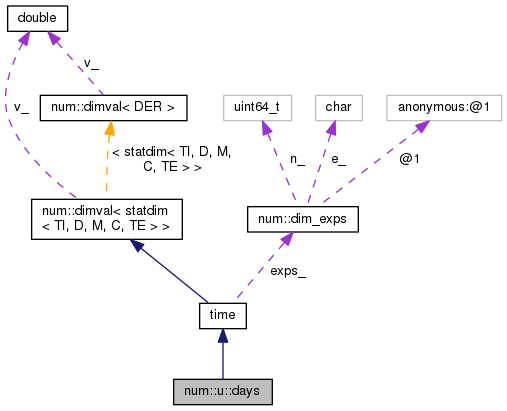 double
v_
v_
num::dimval< DER >
uint64_t
char
anonymous:@1
< statdim< TI, D, M,
C, TE > >
n_
e_
@1
num::dimval< statdim
< TI, D, M, C, TE > >
num::dim_exps
exps_
time
num::u::days